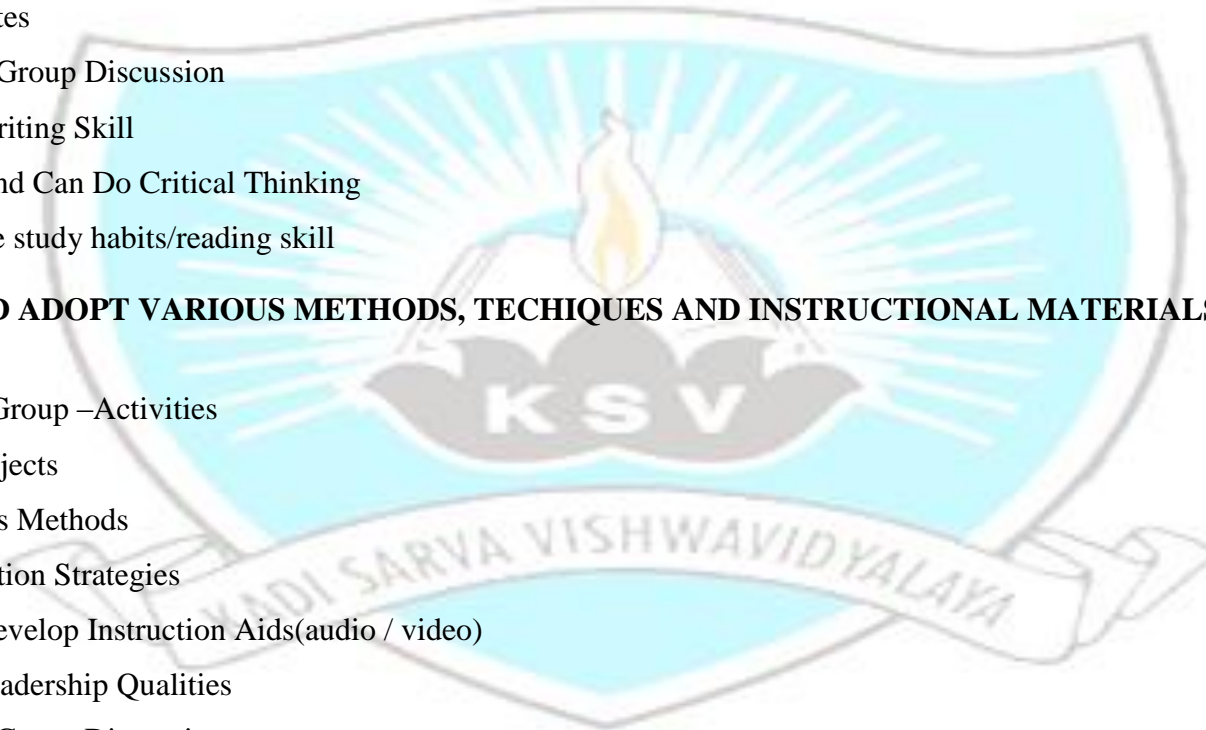 tes
Group Discussion
riting Skill
nd Can Do Critical Thinking
e study habits/reading skill
D ADOPT VARIOUS METHODS, TECHIQUES AND INSTRUCTIONAL MATERIALS
Group –Activities
jects
s Methods
KSV
tion Strategies
KADI SARVA VISHWAVIDYALAYA
evelop Instruction Aids(audio / video)
adership Qualities